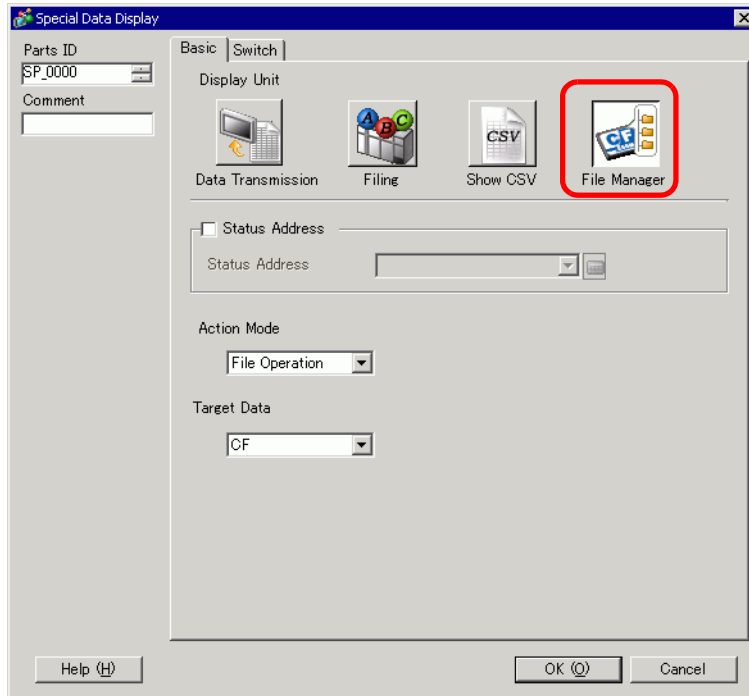 Special Data Display
Parts ID
SP_0000
Comment
Basic
Switch
Display Unit
A B C
CSV
CF
Data Transmission
Filing
Show CSV
File Manager
Status Address
Status Address
Action Mode
File Operation
Target Data
CF
Help (H)
OK (O)
Cancel